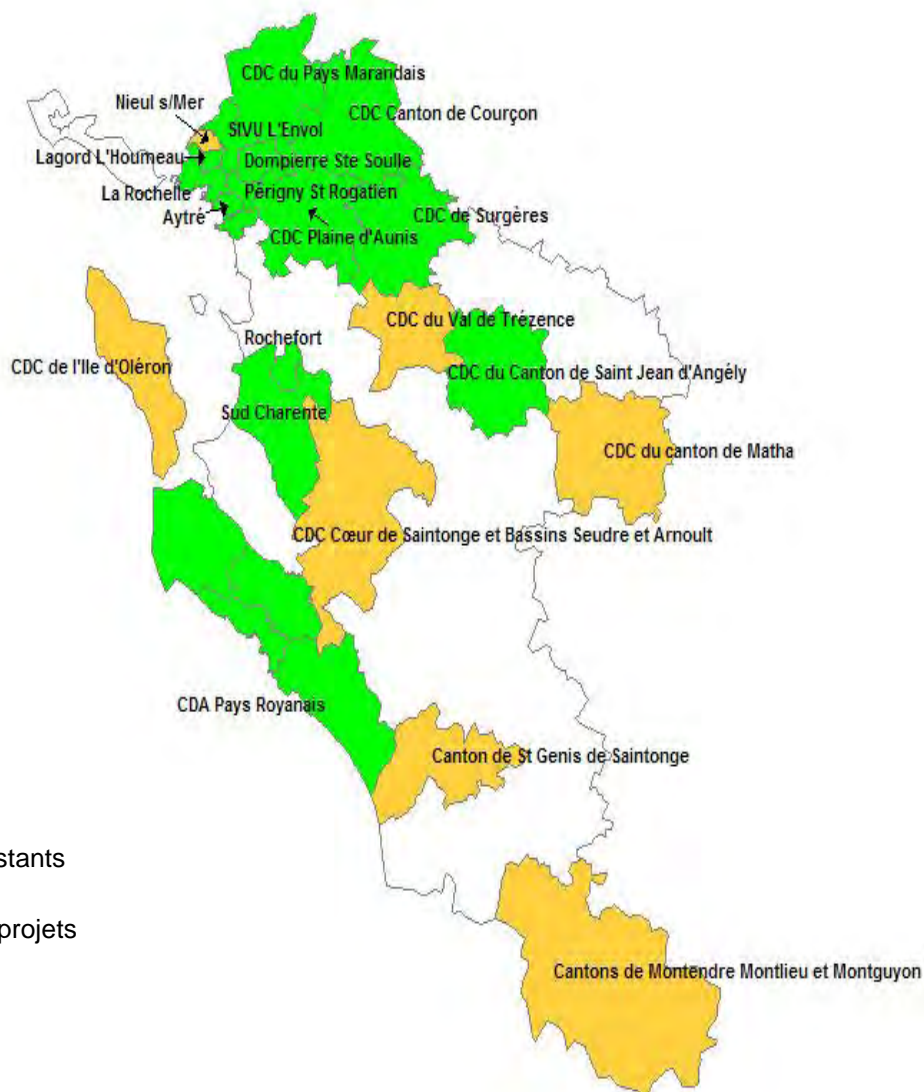 CDC du Pays Marandais
Nieul s/Mer
CDC Canton de Courçon
SIVU L'Envol
Lagord L'Houmeau
Dompierre Ste Soulle
La Rochelle
Périgny St Rogatien
Aytré
CDC de Surgères
CDC Plaine d'Aunis
CDC du Val de Trézence
Rochefort
CDC de l'Ile d'Oléron
CDC du Canton de Saint Jean d'Angély
Sud Charente
CDC du canton de Matha
CDC Cœur de Saintonge et Bassins Seudre et Arnoult
CDA Pays Royanais
Canton de St Genis de Saintonge
stants
projets
Cantons de Montendre Montlieu et Montguyon